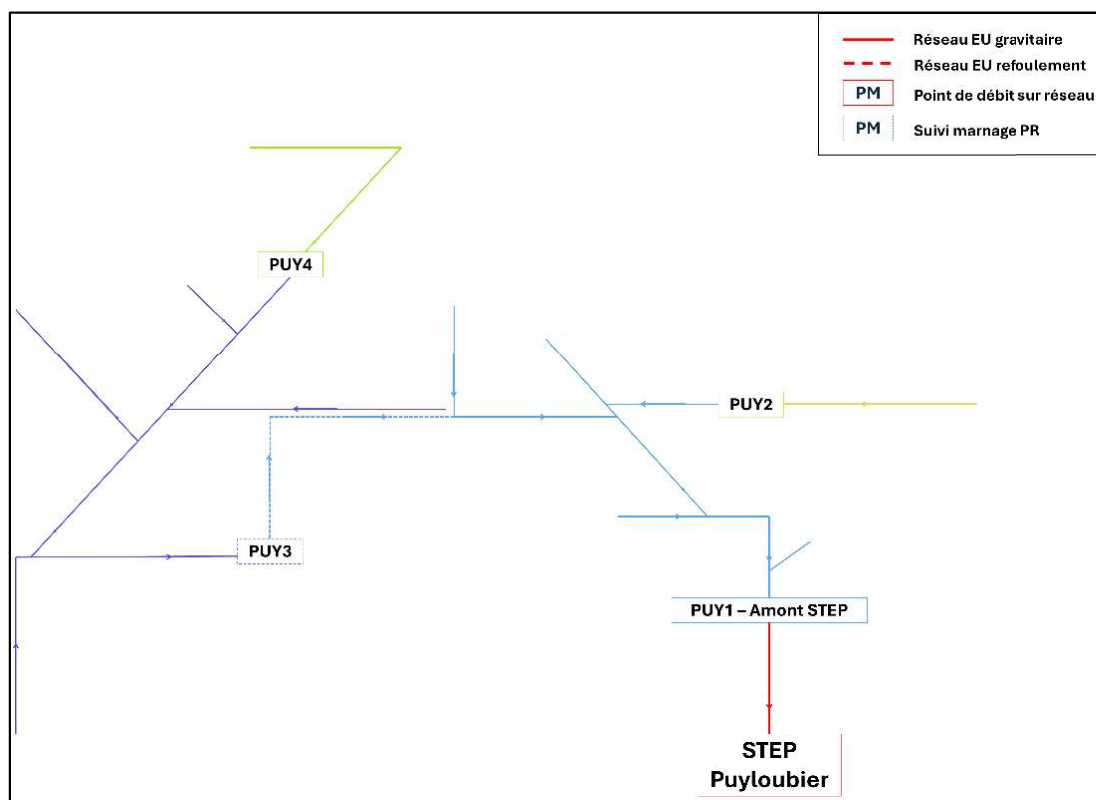 Réseau EU gravitaire
Réseau EU refoulement
PM Point de débit sur réseau
PM Suivi marnage PR
PUY4
PUY2
PUY3
PUY1 – Amont STEP
STEP
Puyloubier